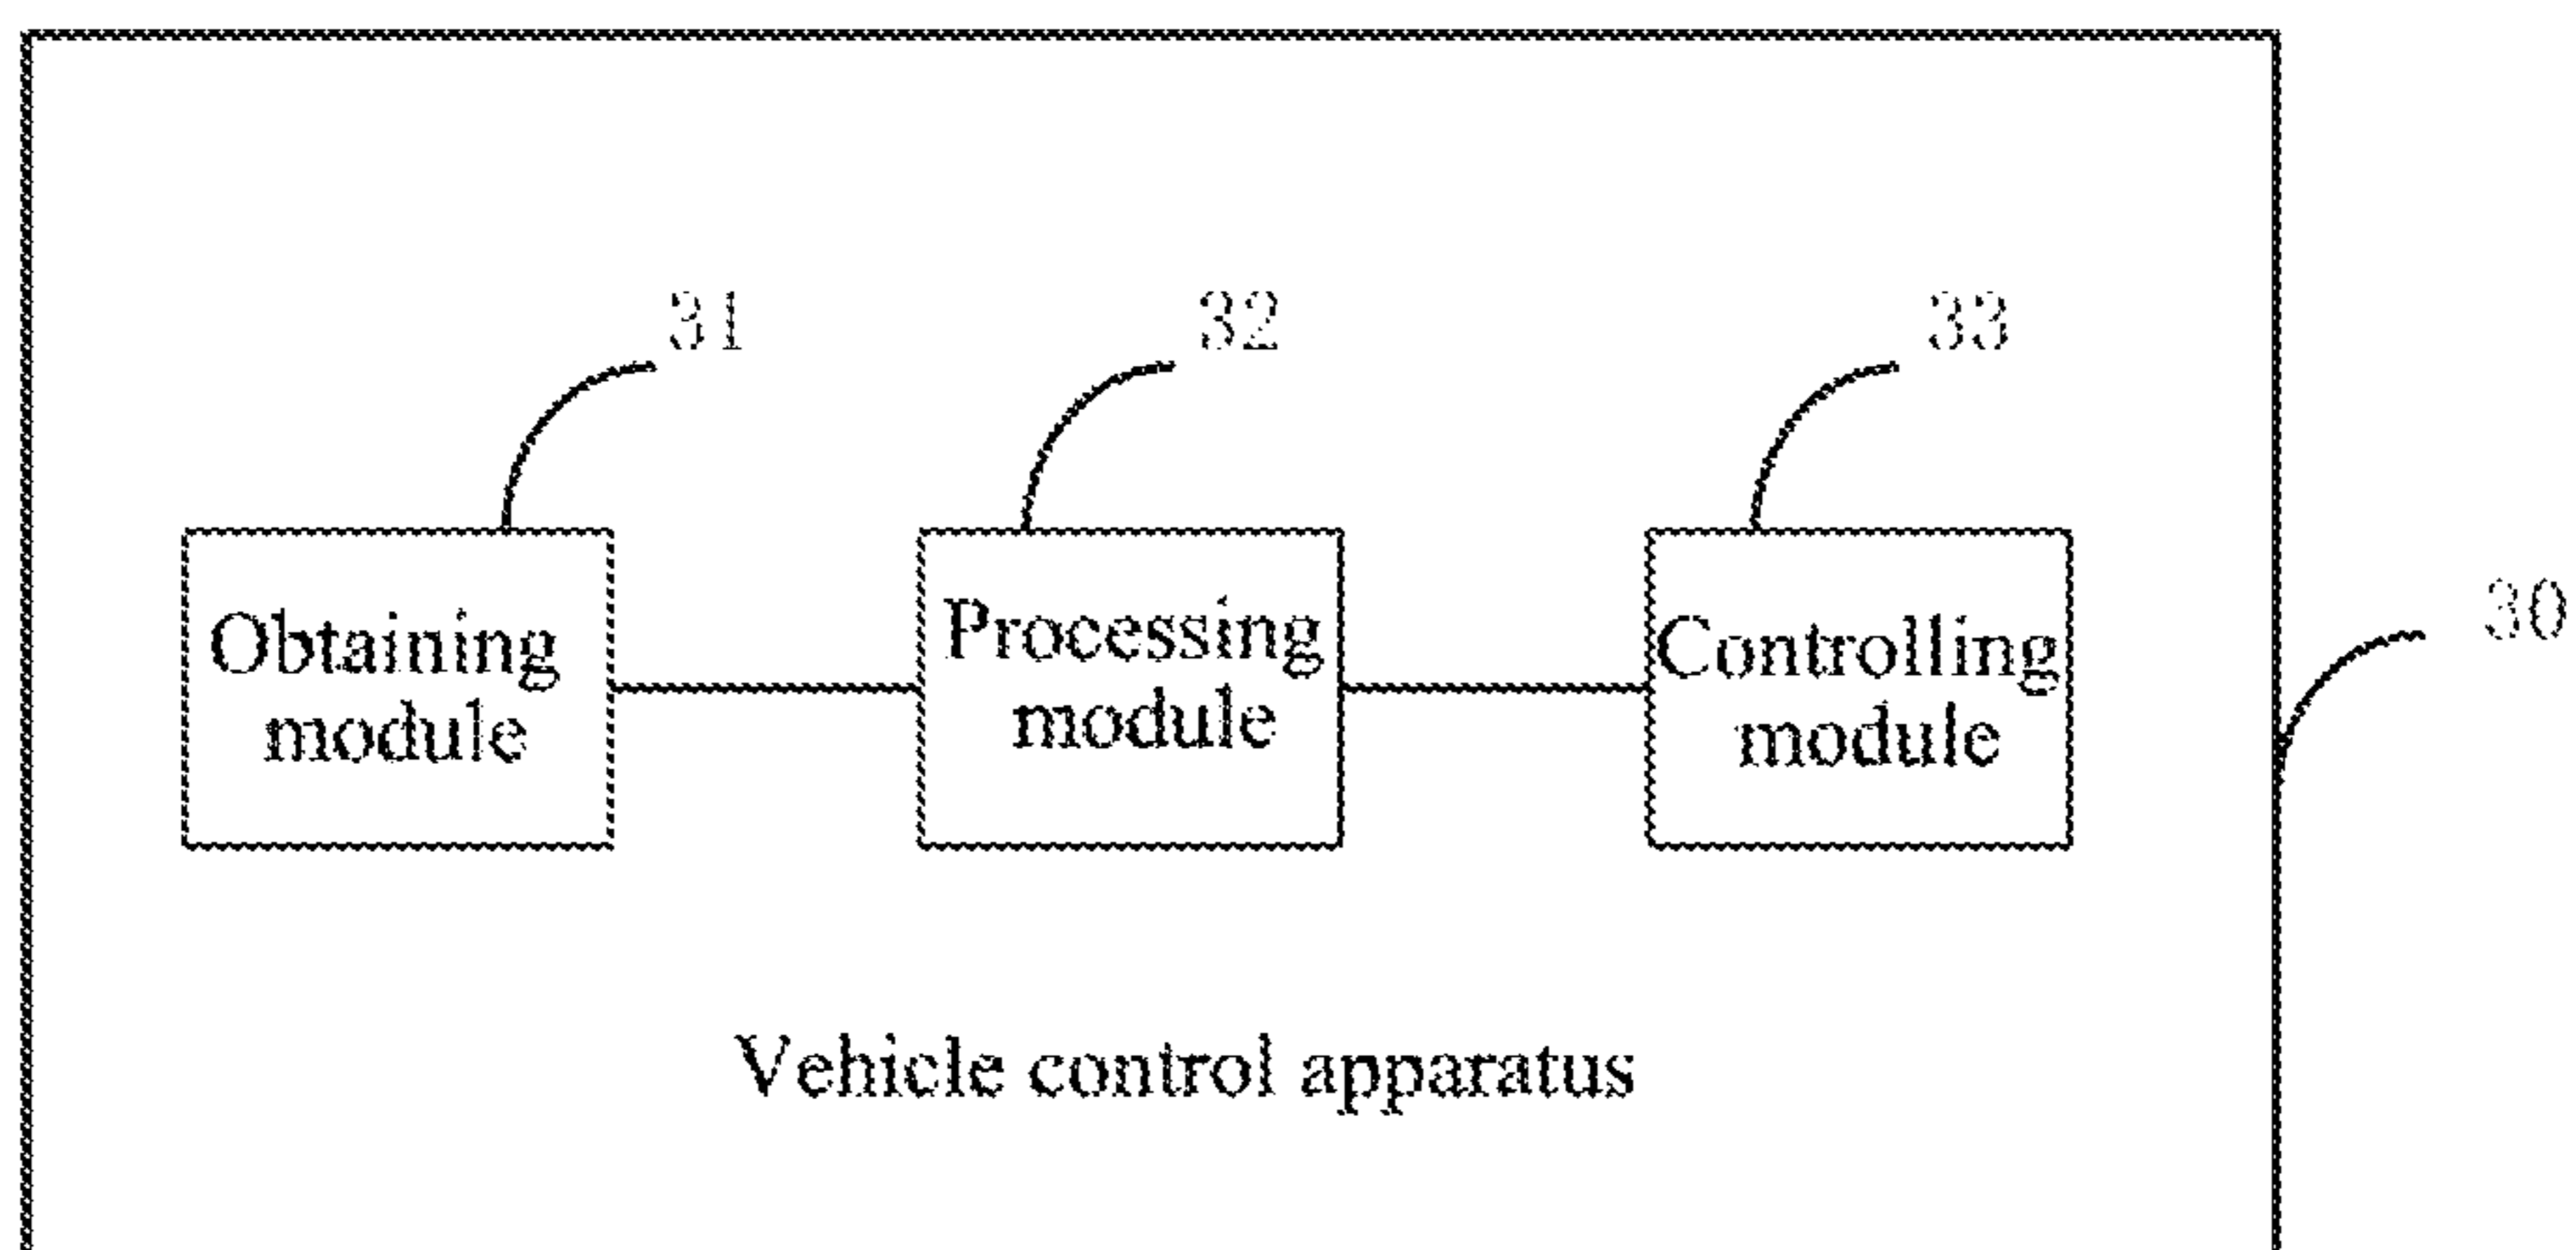 31
32
33
Obtaining
module
Processing
module
Controlling
module
30
Vehicle control apparatus